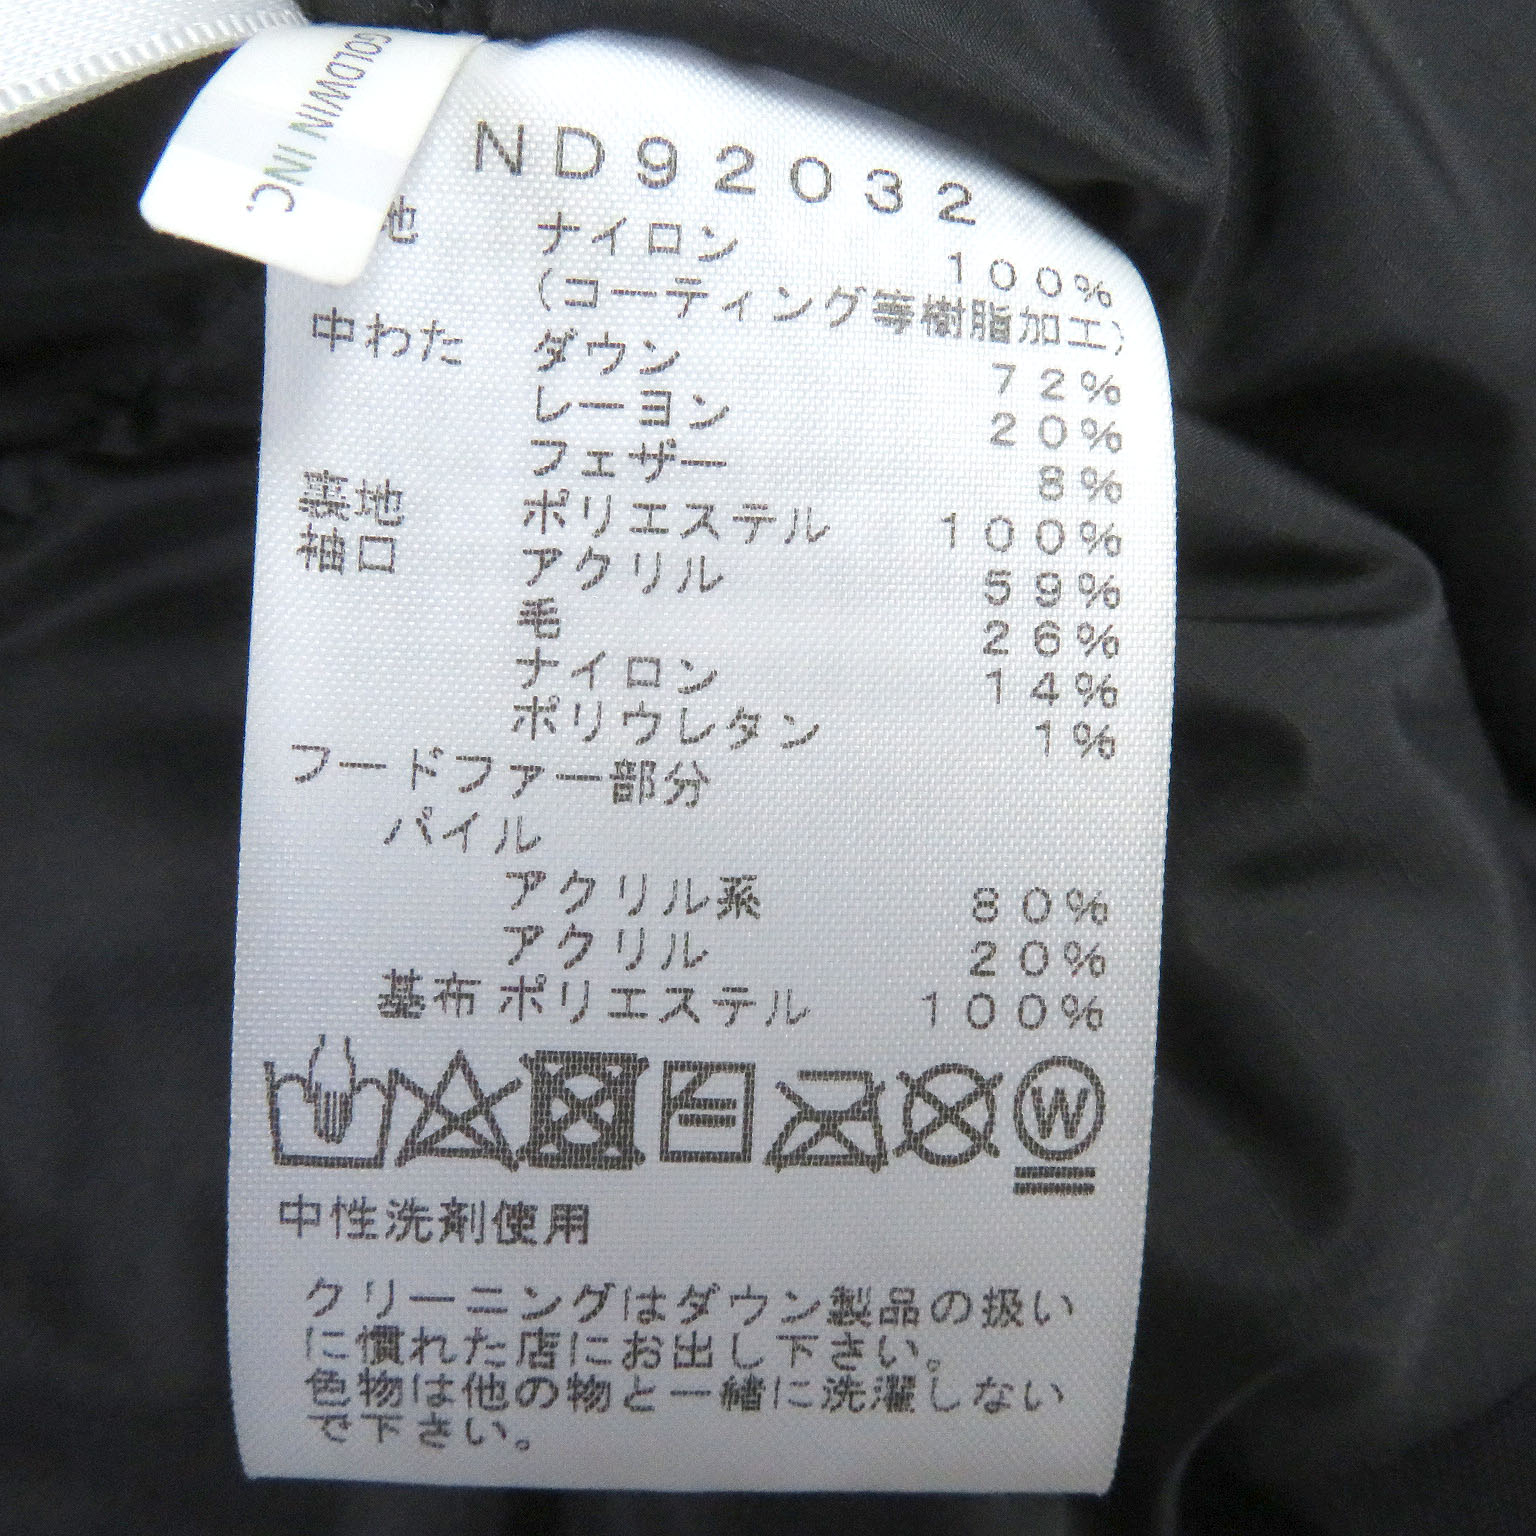 GOLDWIN INC
ND92032
地 ナイロン 100%
(コーティング等樹脂加工)
中わた ダウン 72%
レーヨン 20%
フェザー 8%
裏地 ポリエステル 100%
袖口 アクリル 59%
毛 26%
ナイロン 14%
ポリウレタン 1%
フードファー部分
パイル
アクリル系 80%
アクリル 20%
基布 ポリエステル 100%
W
中性洗剤使用
クリーニングはダウン製品の扱い
に慣れた店にお出し下さい。
色物は他の物と一緒に洗濯しない
で下さい。